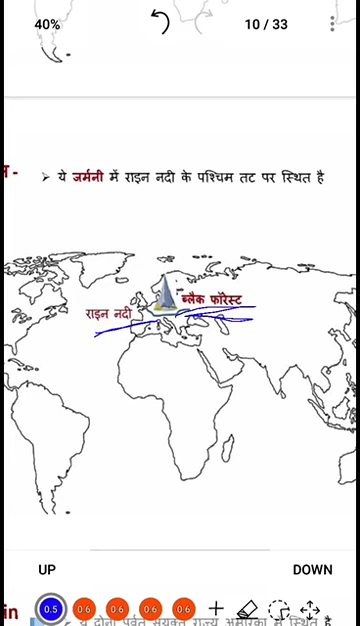 40%
10 / 33
➢ ये जर्मनी में राइन नदी के पश्चिम तट पर स्थित है
ब्लैक फॉरेस्ट
राइन नदी
UP
DOWN
in
0.5
0.6
0.6
0.6
0.6
ये दोनों पर्वत संयुक्त राज्य अमेरिका में स्थित है